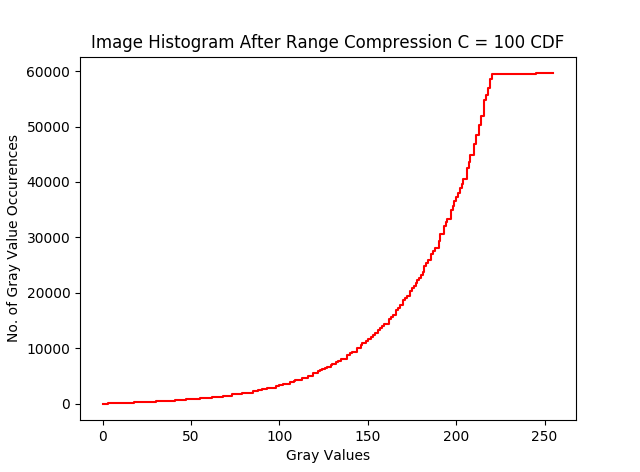 Image Histogram After Range Compression C = 100 CDF
No. of Gray Value Occurences
60000
50000
40000
30000
20000
10000
0
0 50 100 150 200 250
Gray Values